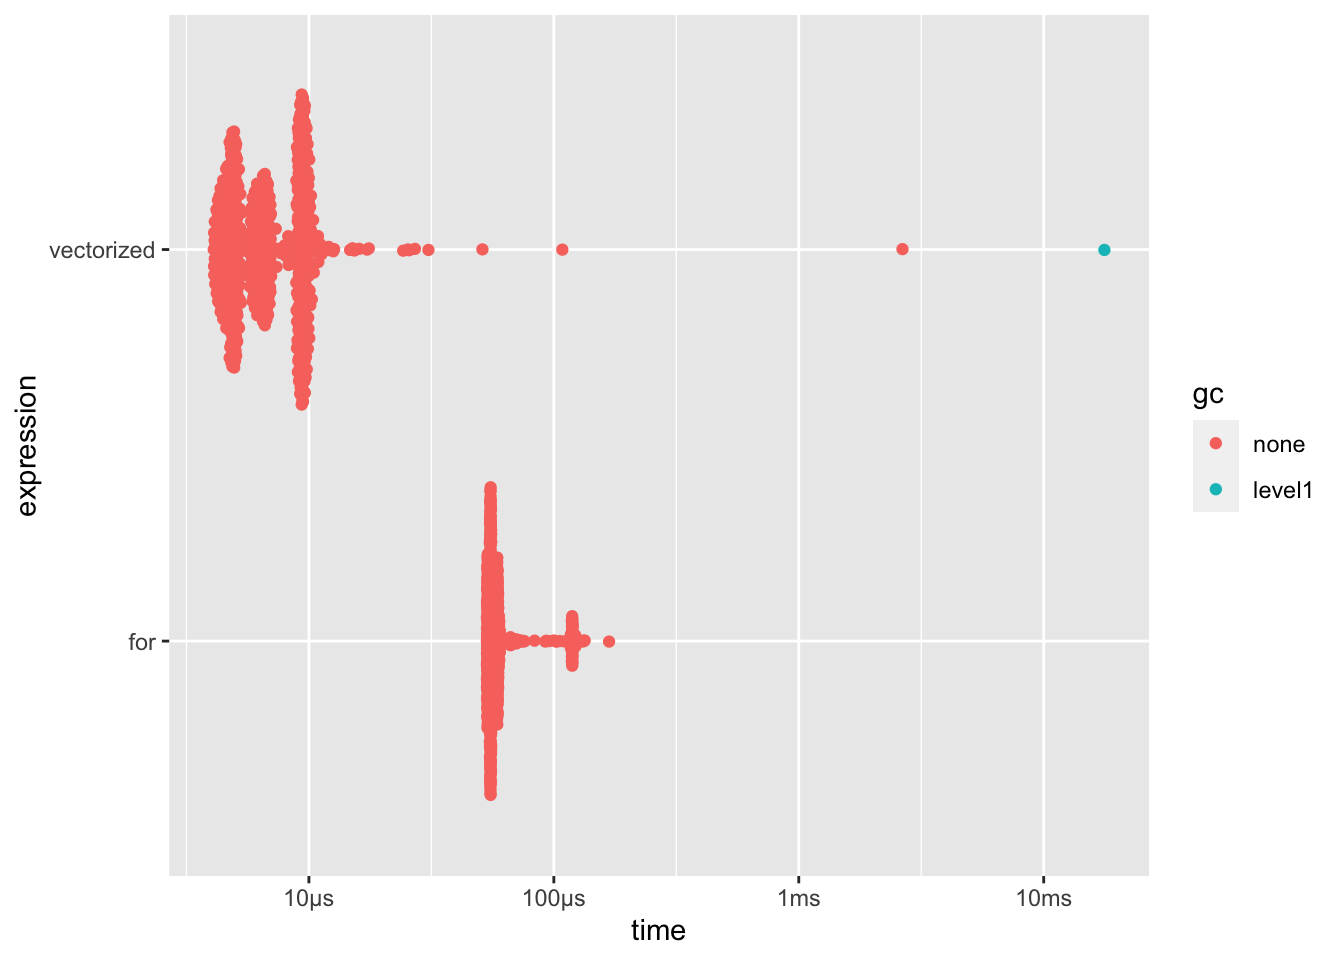 expression
vectorized
for
10µs
100µs
1ms
10ms
time
gc
none
level1